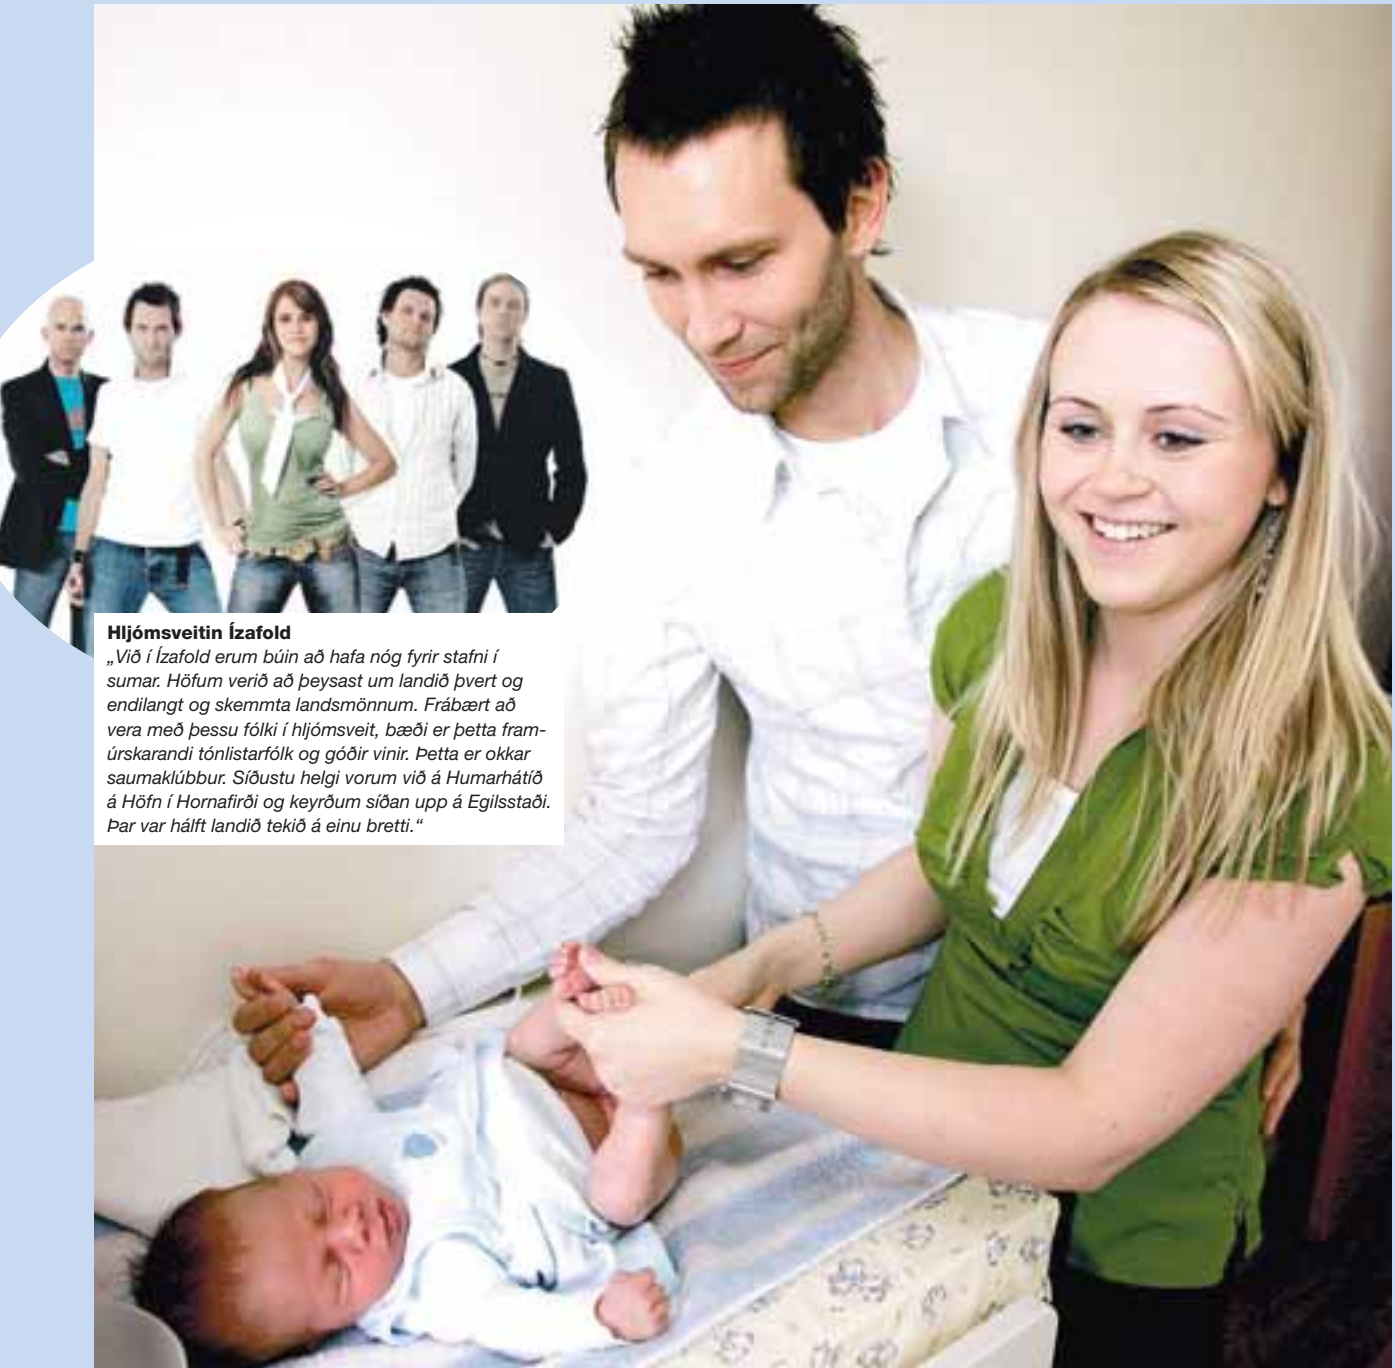 Hljómsveitin Ízafold
„Við í Ízafold erum búin að hafa nóg fyrir stafni í
sumar. Höfum verið að þeysast um landið þvert og
endilangt og skemmta landsmönnum. Frábært að
vera með þessu fólki í hljómsveit, bæði er þetta fram-
úrskarandi tónlistarfólk og góðir vinir. Þetta er okkar
saumaklúbbur. Síðustu helgi vorum við á Humarhátíð
á Höfn í Hornafirði og keyrðum síðan upp á Egilsstaði.
Þar var hálft landið tekið á einu bretti.“